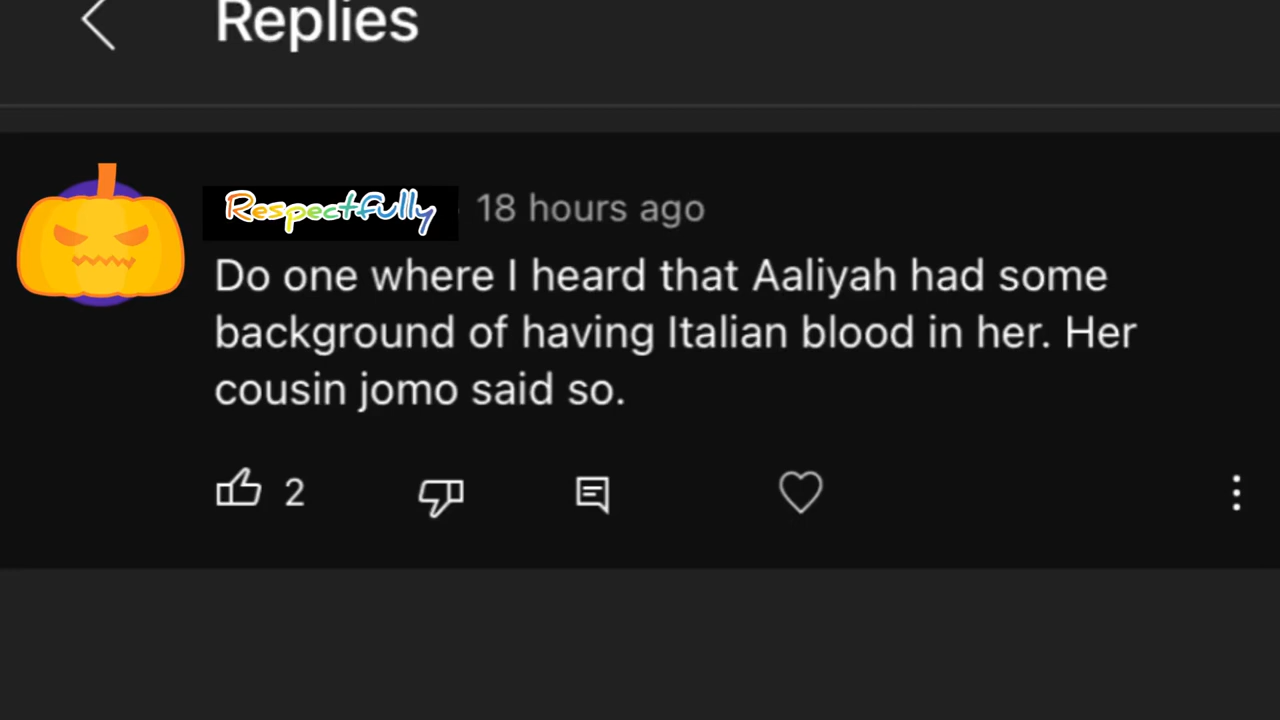 Replies
Respectfully 18 hours ago
Do one where I heard that Aaliyah had some
background of having Italian blood in her. Her
cousin jomo said so.
2